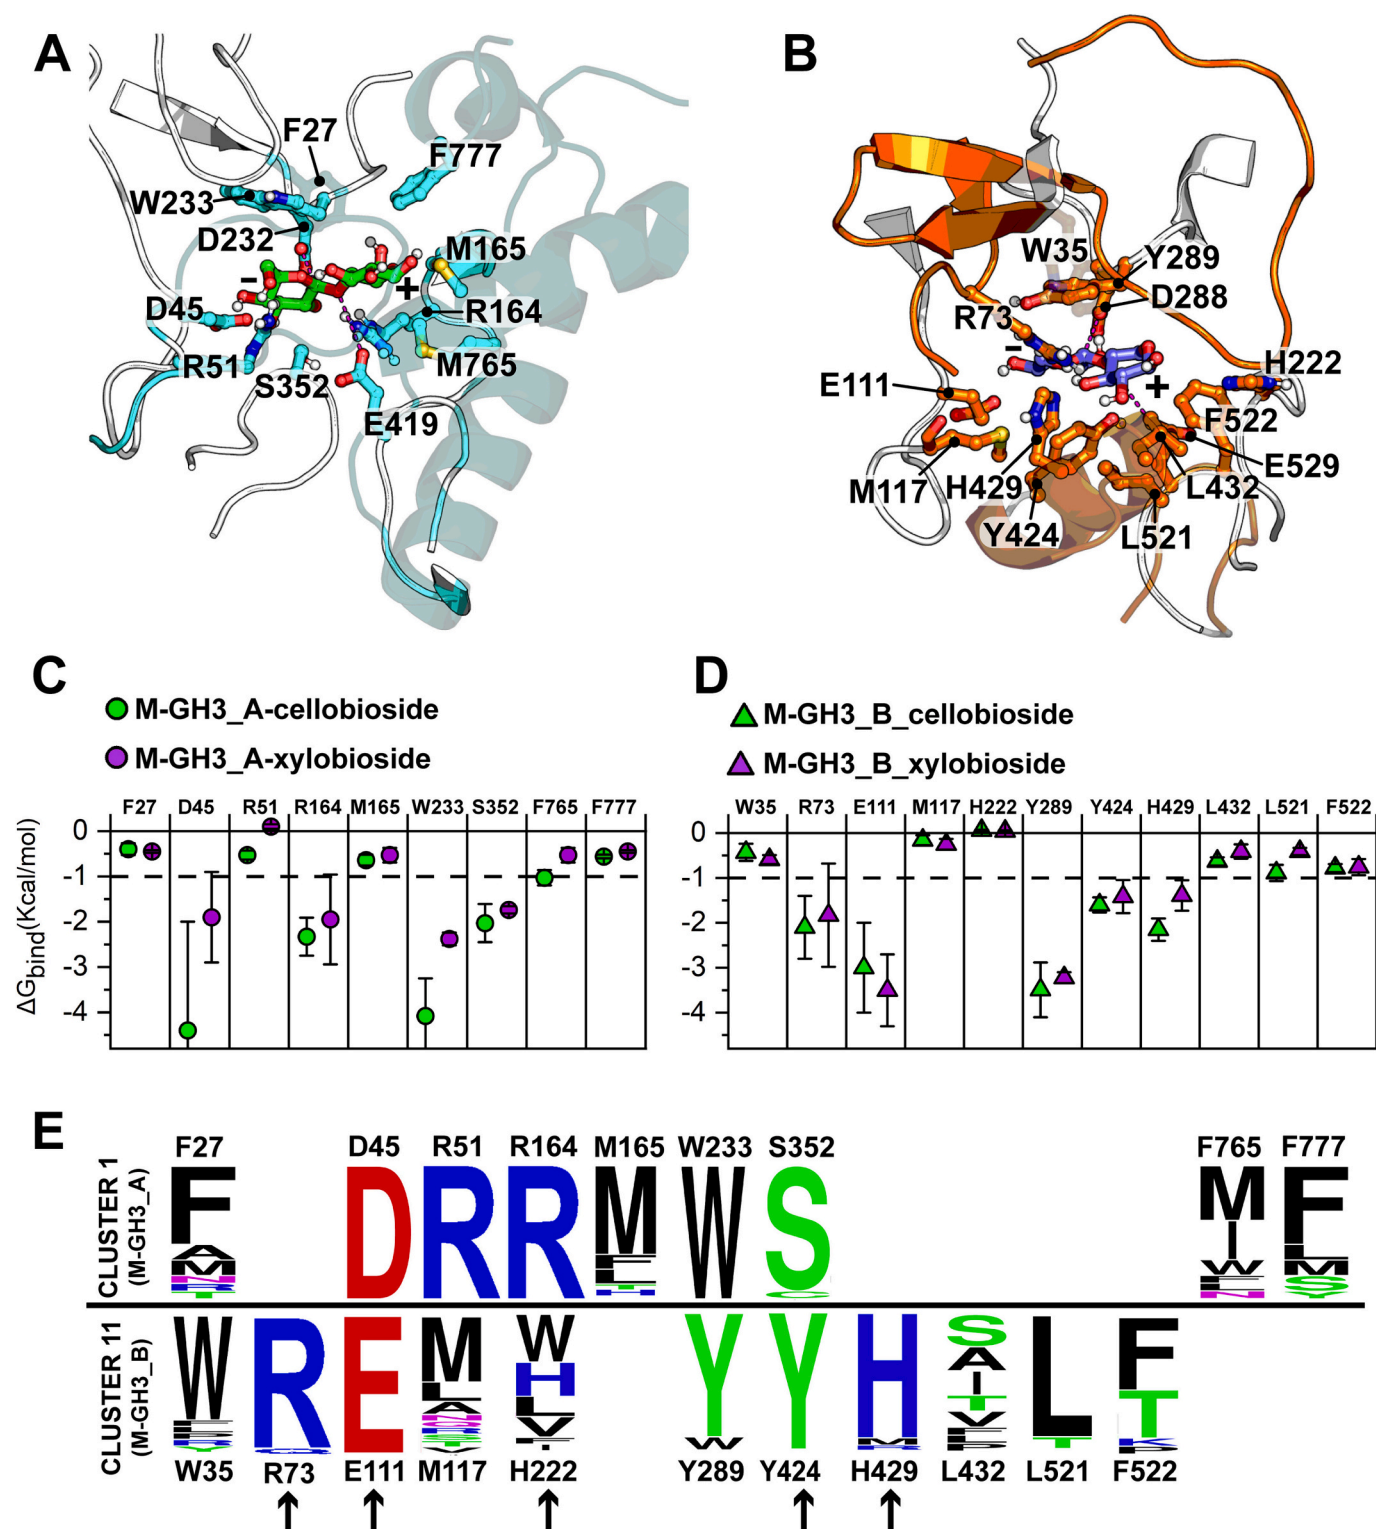 A
F27
F777
W233
D232
M165
D45
R164
R51
S352
M765
E419
-
+
B
W35
Y289
D288
R73
-
H222
E111
+
F522
E529
M117
H429
L432
Y424
L521
C
M-GH3_A-cellobioside
M-GH3_A-xylobioside
F27 D45 R51 R164 M165 W233 S352 F765 F777
0
-1
-2
-3
-4
ΔGbind(Kcal/mol)
D
M-GH3_B_cellobioside
M-GH3_B_xylobioside
W35 R73 E111 M117 H222 Y289 Y424 H429 L432 L521 F522
0
-1
-2
-3
-4
E
CLUSTER 1
(M-GH3_A)
F27 D45 R51 R164 M165 W233 S352 F765 F777
F D R R M W S M F
CLUSTER 11
(M-GH3_B)
W R E M W Y Y H S L F
W35 R73 E111 M117 H222 Y289 Y424 H429 L432 L521 F522